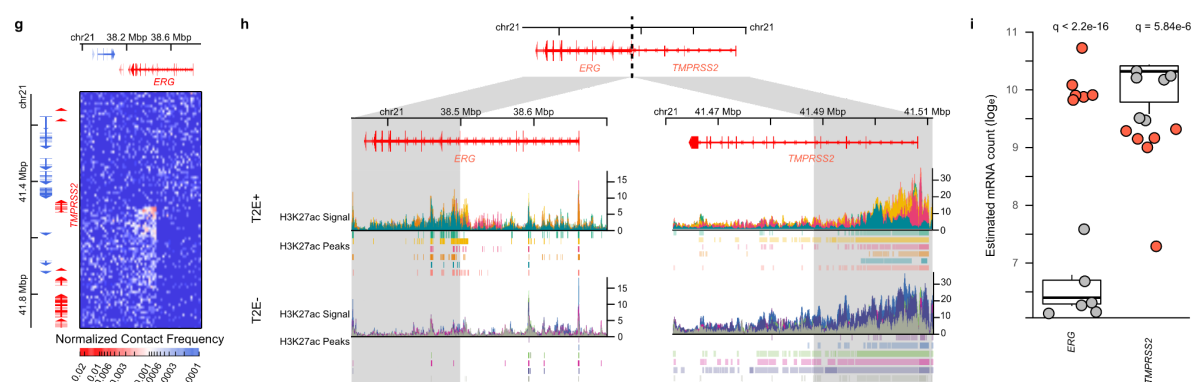 g
chr21 38.2 Mbp 38.6 Mbp
ERG
chr21
41.4 Mbp
41.8 Mbp
TMPRSS2
Normalized Contact Frequency
0.02 0.01 0.006 0.003 0.001 0.0006 0.0003 0.0001
h
chr21 chr21
ERG TMPRSS2
chr21 38.5 Mbp 38.6 Mbp
chr21 41.47 Mbp 41.49 Mbp 41.51 Mbp
ERG
TMPRSS2
T2E+
H3K27ac Signal
H3K27ac Peaks
15
10
5
0
30
20
10
0
T2E-
H3K27ac Signal
H3K27ac Peaks
15
10
5
0
30
20
10
0
i
q < 2.2e-16 q = 5.84e-6
Estimated mRNA count (logₑ)
11
10
9
8
7
ERG
TMPRSS2